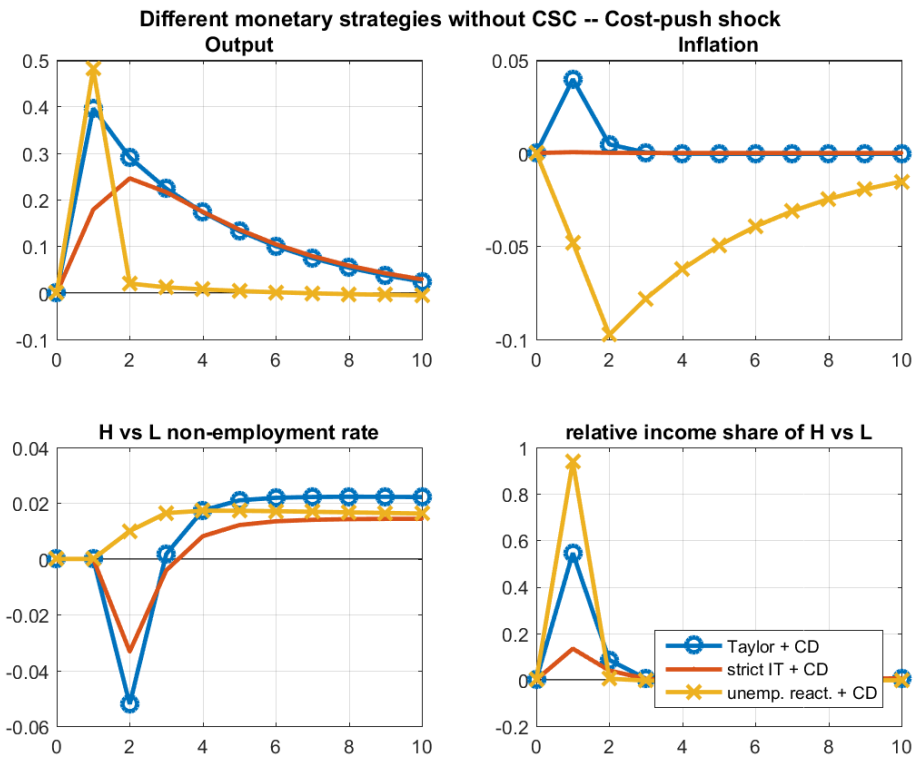 Different monetary strategies without CSC -- Cost-push shock
Output
0.5
0.4
0.3
0.2
0.1
0
-0.1
0 2 4 6 8 10
Inflation
0.05
0
-0.05
-0.1
0 2 4 6 8 10
H vs L non-employment rate
0.04
0.02
0
-0.02
-0.04
-0.06
0 2 4 6 8 10
relative income share of H vs L
1
0.8
0.6
0.4
0.2
0
-0.2
0 2 4 6 8 10
Taylor + CD
strict IT + CD
unemp. react. + CD